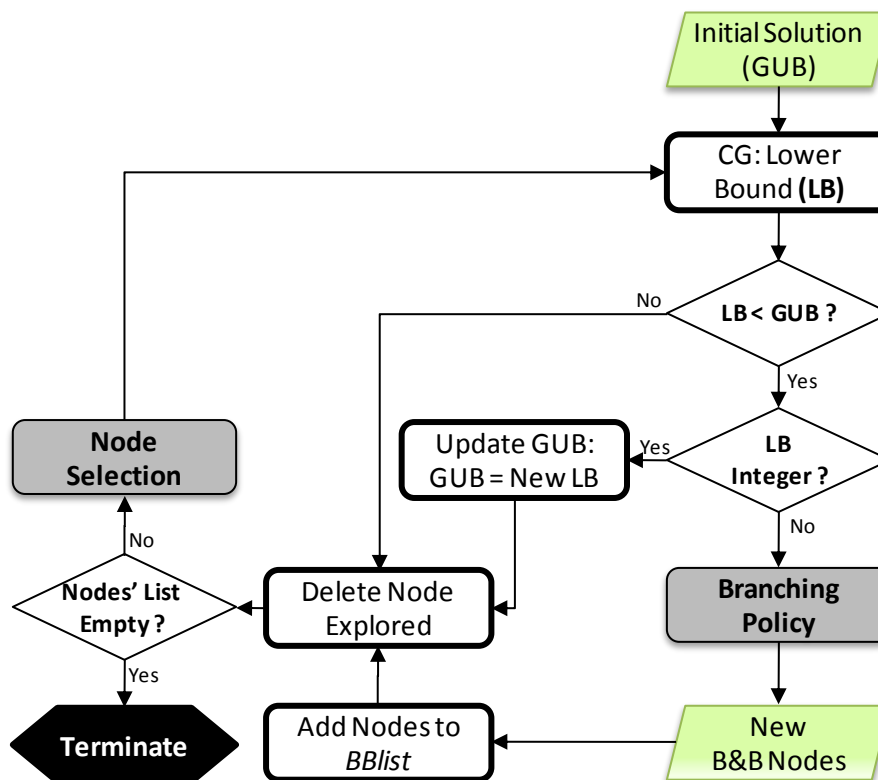 Initial Solution
(GUB)
CG: Lower
Bound (LB)
LB< GUB ?
No
Yes
LB
Integer ?
Yes
No
Update GUB:
GUB = New LB
Node
Selection
No
Nodes' List
Empty ?
Yes
Delete Node
Explored
Branching
Policy
Terminate
Add Nodes to
BBlist
New
B&B Nodes